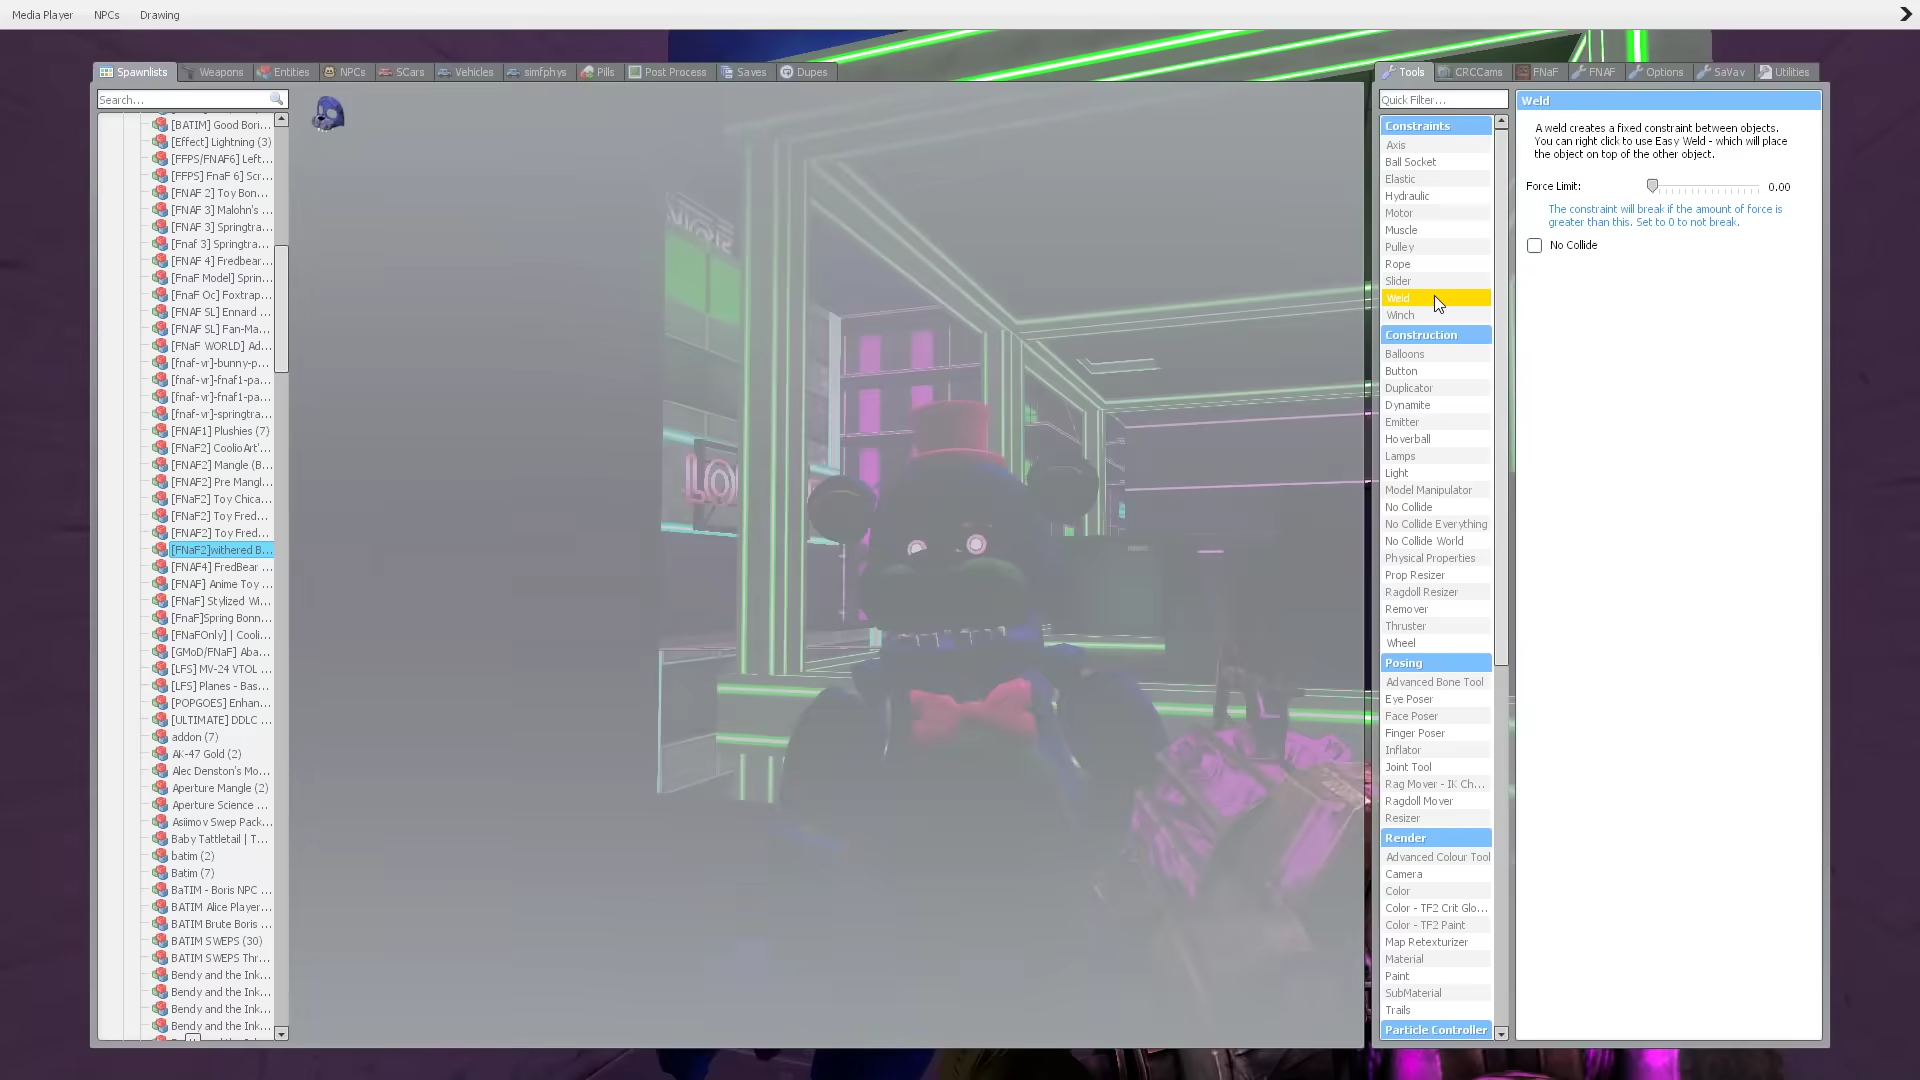 Media Player NPCs Drawing
Spawnlists Weapons Entities NPCs SCars Vehicles simfphys Pills Post Process Saves Dupes
Tools CRCCams FNaF FNAF Options SaVav Utilities
Search...
[BATIM] Good Bori...
[Effect] Lightning (3)
[FFPS/FNAF6] Left...
[FFPS] FnaF 6] Scr...
[FNAF 2] Toy Bon...
[FNAF 3] Malohn's ...
[FNAF 3] Springtra...
[Fnaf 3] Springtra...
[FNAF 4] Fredbear...
[FnaF Model] Sprin...
[FnaF Oc] Foxtrap...
[FNAF SL] Ennard ...
[FNAF SL] Fan-Ma...
[FNaF WORLD] Ad...
[fnaf-vr]-bunny-p...
[fnaf-vr]-fnaf1-pa...
[fnaf-vr]-fnaf1-pa...
[fnaf-vr]-springtra...
[FNAF1] Plushies (7)
[FNaF2] CoolioArt'...
[FNAF2] Mangle (B...
[FNAF2] Pre Mangl...
[FNaF2] Toy Chica...
[FNaF2] Toy Fred...
[FNAF2] Toy Fred...
[FNaF2]withered B...
[FNAF4] FredBear ...
[FNAF] Anime Toy ...
[FNaF] Stylized Wi...
[FnaF]Spring Bonn...
[FNaFOnly] | Cooli...
[GMoD/FNaF] Aba...
[LFS] MV-24 VTOL ...
[LFS] Planes - Bas...
[POPGOES] Enhan...
[ULTIMATE] DDLC ...
addon (7)
AK-47 Gold (2)
Alec Denston's Mo...
Aperture Mangle (2)
Aperture Science ...
Asiimov Swep Pack...
Baby Tattletail | T...
batim (2)
Batim (7)
BaTIM - Boris NPC ...
BATIM Alice Player...
BATIM Brute Boris ...
BATIM SWEPS (30)
BATIM SWEPS Thr...
Bendy and the Ink...
Bendy and the Ink...
Bendy and the Ink...
Bendy and the Ink...
Quick Filter...
Constraints
Axis
Ball Socket
Elastic
Hydraulic
Motor
Muscle
Pulley
Rope
Slider
Weld
Winch
Construction
Balloons
Button
Duplicator
Dynamite
Emitter
Hoverball
Lamps
Light
Model Manipulator
No Collide
No Collide Everything
No Collide World
Physical Properties
Prop Resizer
Ragdoll Resizer
Remover
Thruster
Wheel
Posing
Advanced Bone Tool
Eye Poser
Face Poser
Finger Poser
Inflator
Joint Tool
Rag Mover - IK Ch...
Ragdoll Mover
Resizer
Render
Advanced Colour Tool
Camera
Color
Color - TF2 Crit Glo...
Color - TF2 Paint
Map Retexturizer
Material
Paint
SubMaterial
Trails
Particle Controller
Weld
A weld creates a fixed constraint between objects.
You can right click to use Easy Weld - which will place
the object on top of the other object.
Force Limit: 0.00
The constraint will break if the amount of force is
greater than this. Set to 0 to not break.
No Collide